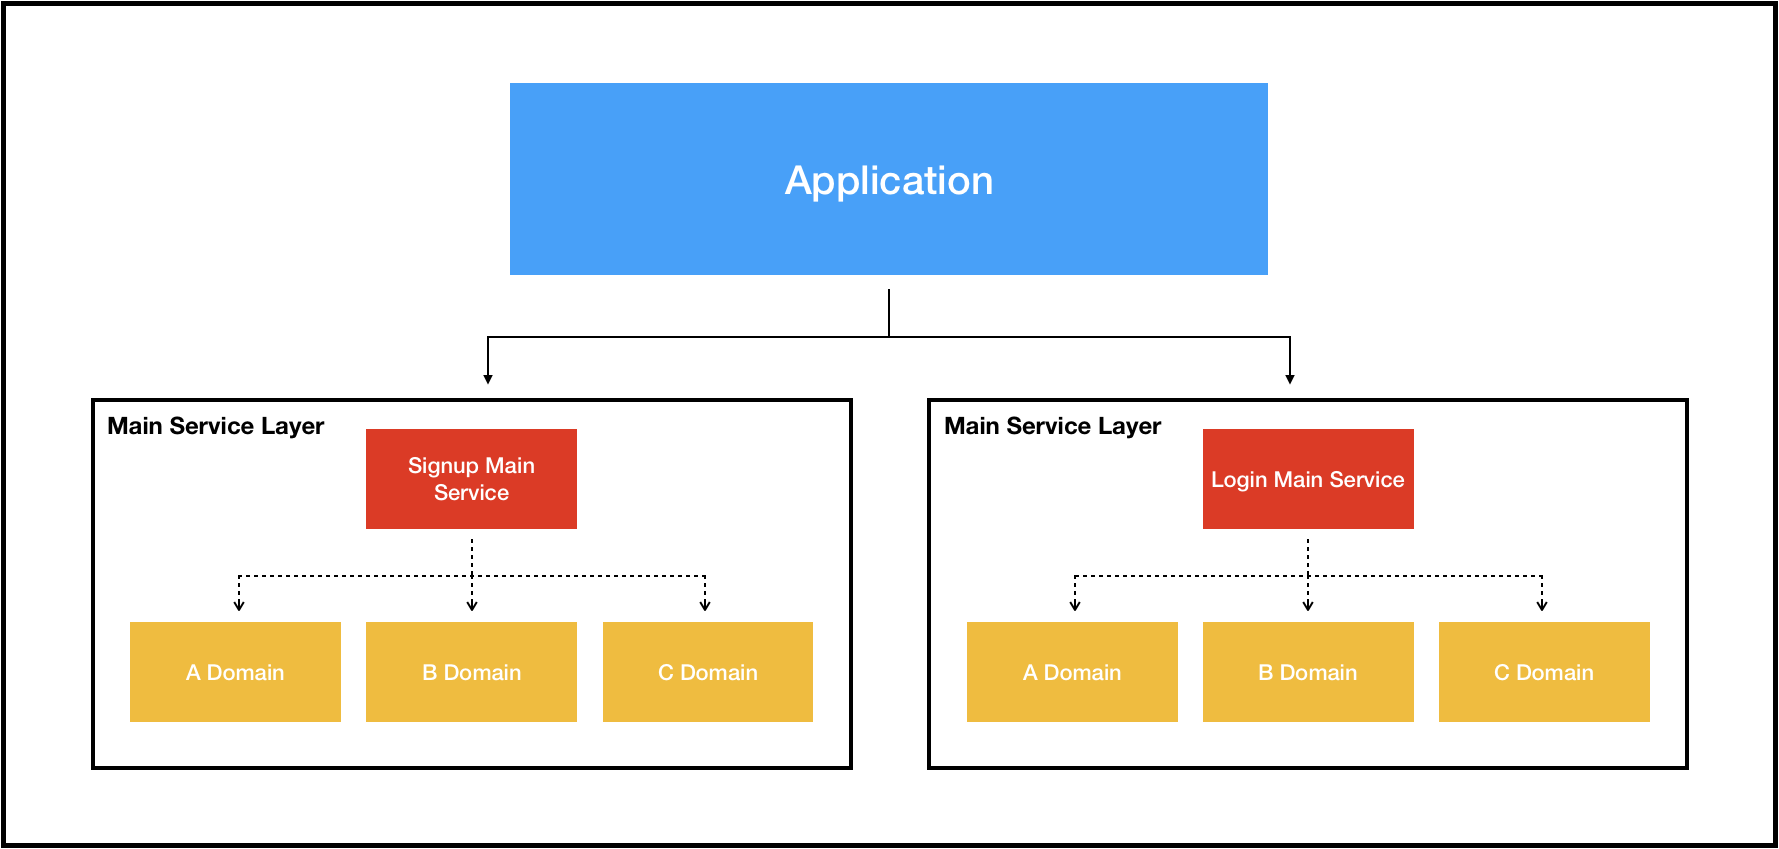 Application
Main Service Layer
Signup Main
Service
A Domain
B Domain
C Domain
Main Service Layer
Login Main Service
A Domain
B Domain
C Domain